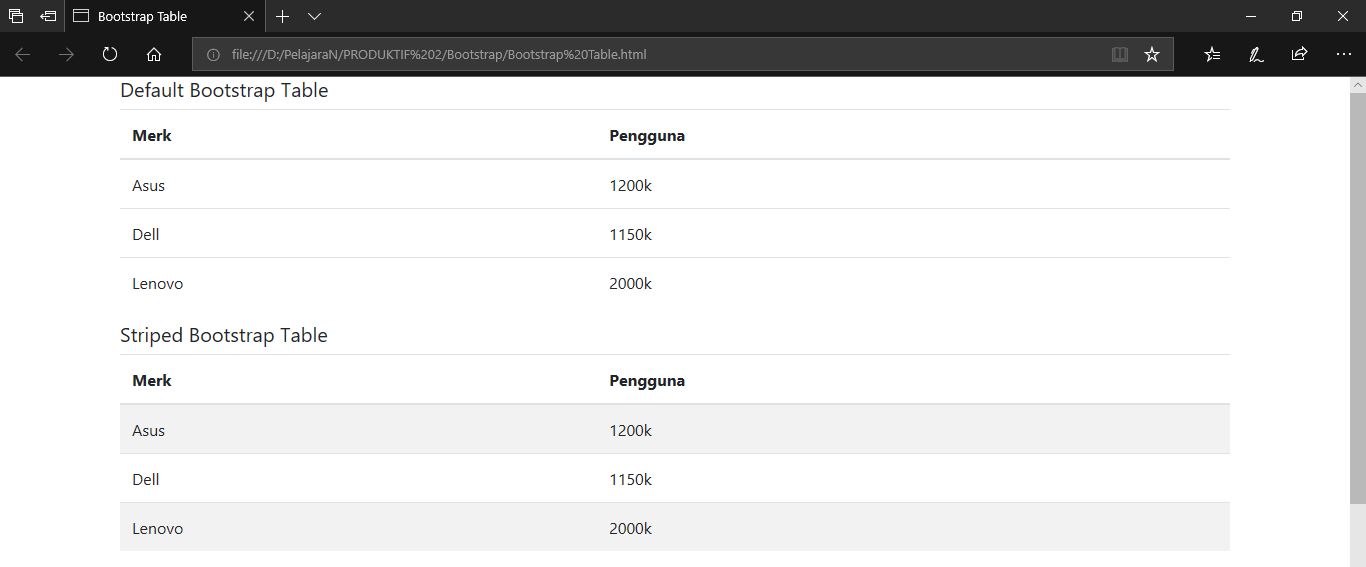 Bootstrap Table
file:///D:/PelajaraN/PRODUKTIF%202/Bootstrap/Bootstrap%20Table.html
Default Bootstrap Table
Merk Pengguna
Asus 1200k
Dell 1150k
Lenovo 2000k
Striped Bootstrap Table
Merk Pengguna
Asus 1200k
Dell 1150k
Lenovo 2000k